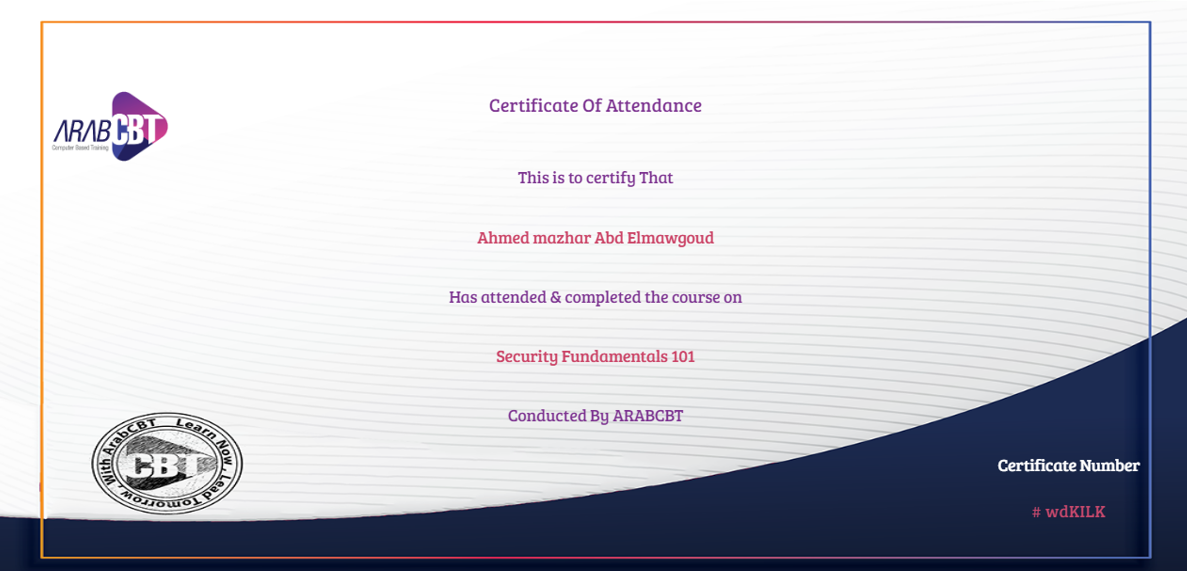 ARABCBT
Computer Based Training
Certificate Of Attendance
This is to certify That
Ahmed mazhar Abd Elmawgoud
Has attended & completed the course on
Security Fundamentals 101
Conducted By ARABCBT
With ArabCBT Learn Now, Lead Tomorrow,
CBT
Certificate Number
# wdKILK